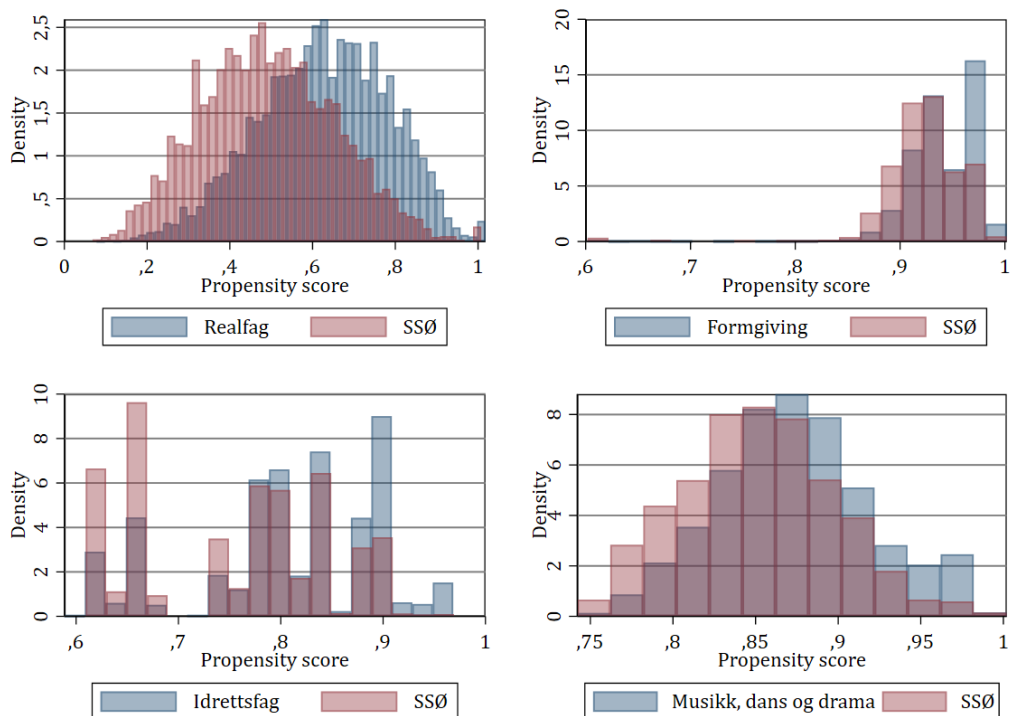 Density
2,5
2
1,5
1
,5
0
0 ,2 ,4 ,6 ,8 1
Propensity score
Realfag SSØ
Density
20
15
10
5
0
,6 ,7 ,8 ,9 1
Propensity score
Formgiving SSØ
Density
10
8
6
4
2
0
,6 ,7 ,8 ,9 1
Propensity score
Idrettsfag SSØ
Density
8
6
4
2
0
,75 ,8 ,85 ,9 ,95 1
Propensity score
Musikk, dans og drama SSØ